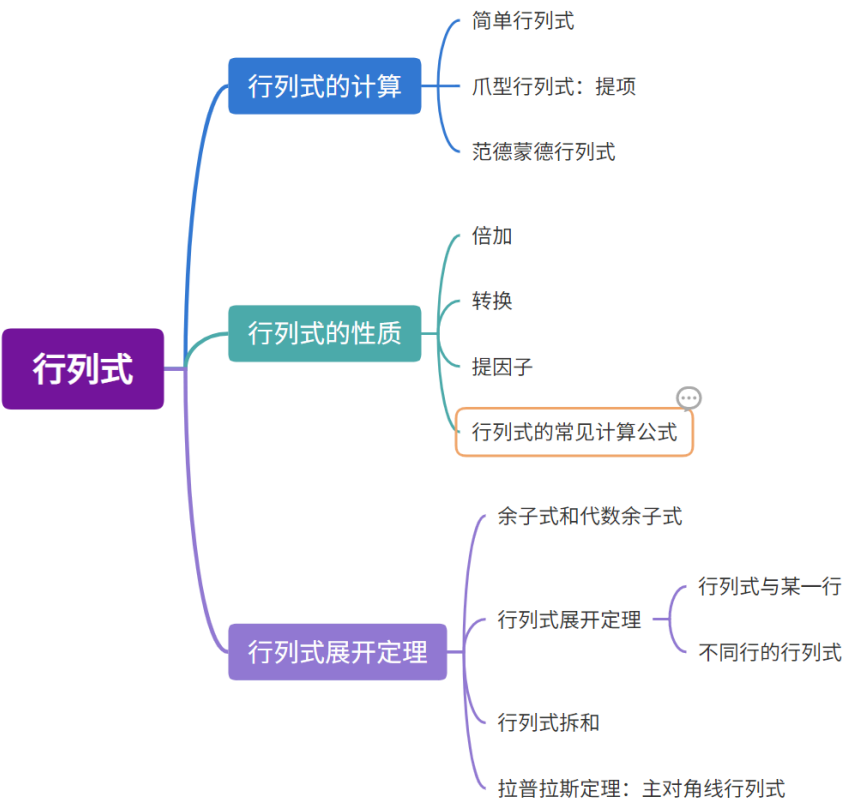 行列式
行列式的计算
简单行列式
爪型行列式：提项
范德蒙德行列式
行列式的性质
倍加
转换
提因子
行列式的常见计算公式
行列式展开定理
余子式和代数余子式
行列式展开定理
行列式与某一行
不同行的行列式
行列式拆和
拉普拉斯定理：主对角线行列式